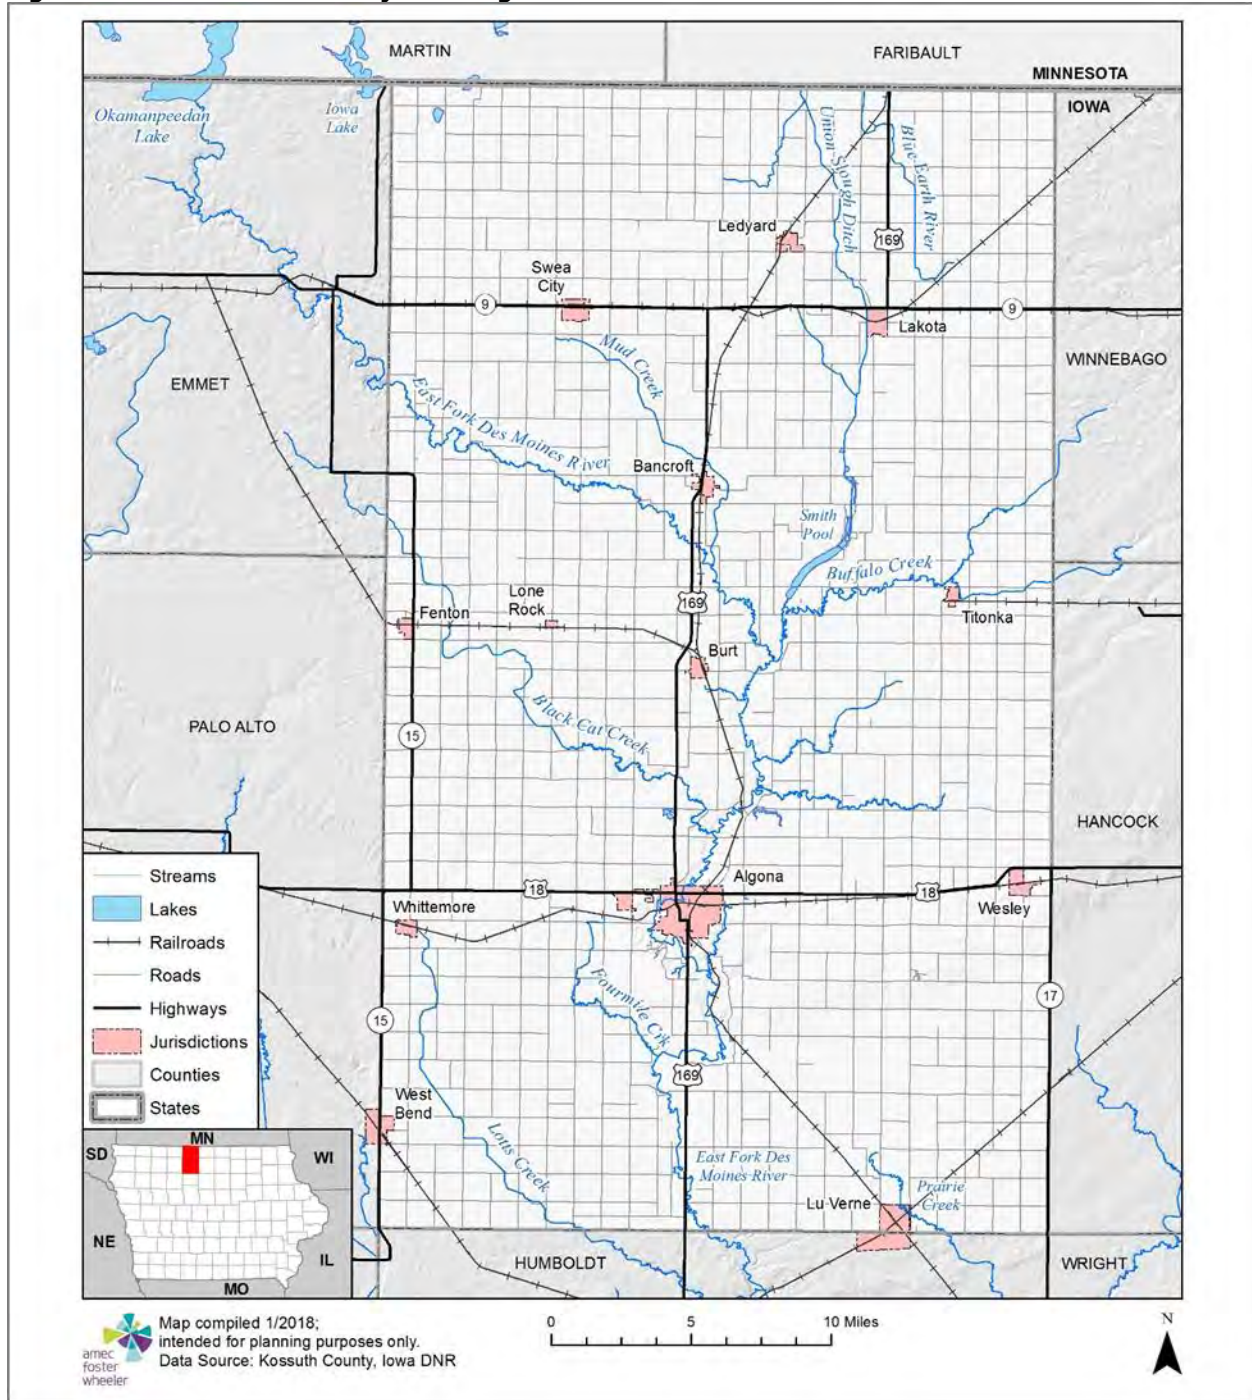 MARTIN
FARIBAULT
MINNESOTA
IOWA
Okamanpeedan
Lake
Iowa
Lake
Union Slough Ditch
Blue Earth River
Ledyard
169
Swea
City
9
9
Lakota
Mud Creek
WINNEBAGO
EMMET
East Fork Des Moines River
Bancroft
Smith
Pool
Buffalo Creek
Lone
Rock
Fenton
169
Titonka
Burt
Black Cat Creek
PALO ALTO
15
HANCOCK
Algona
18
18
Whittemore
Wesley
Streams
Lakes
Railroads
Roads
Highways
Jurisdictions
Counties
States
Fourmile Crk
17
15
169
West
Bend
Lotts Creek
East Fork Des
Moines River
Lu Verne
Prairie
Creek
MN
SD
WI
NE
IL
MO
HUMBOLDT
WRIGHT
Map compiled 1/2018;
intended for planning purposes only.
Data Source: Kossuth County, Iowa DNR
amec
foster
wheeler
0 5 10 Miles
N